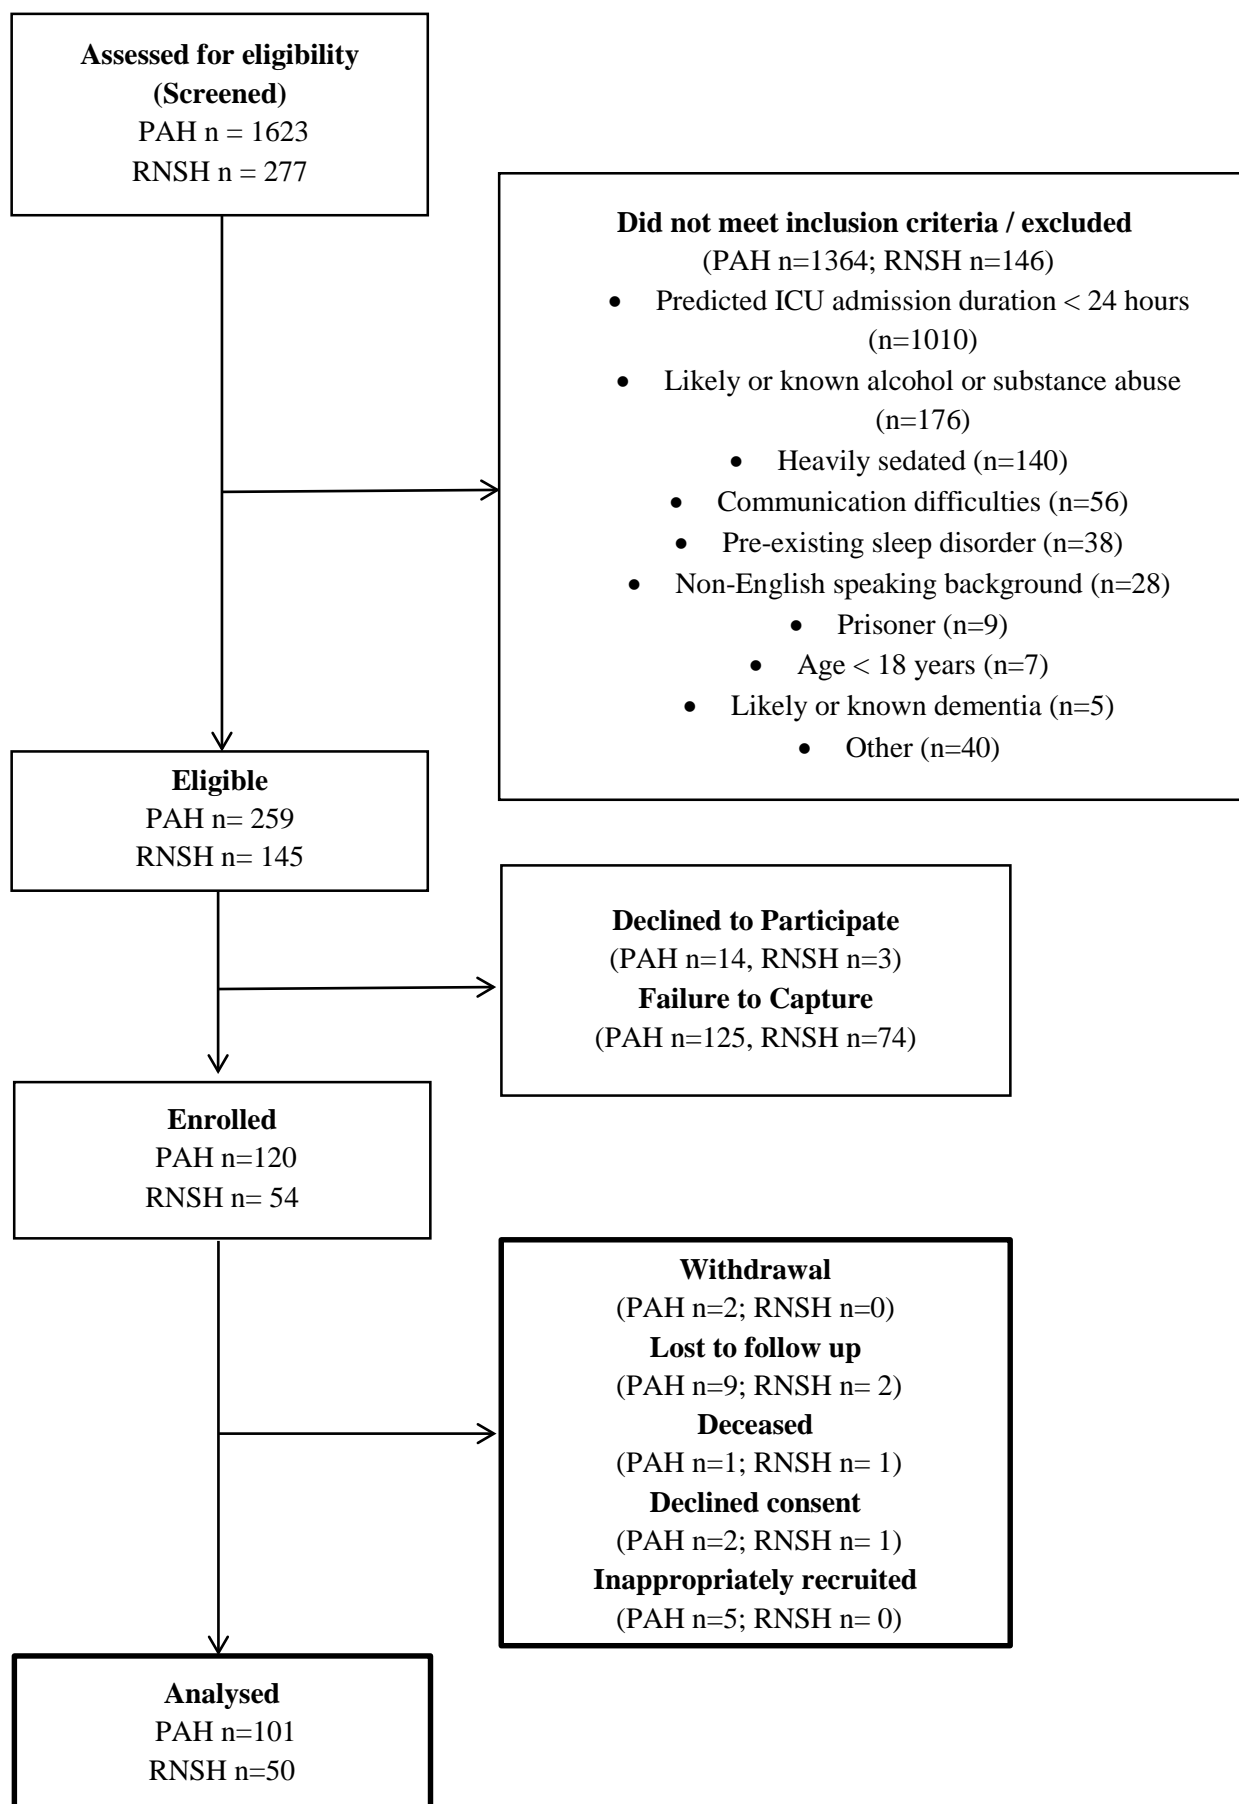 Assessed for eligibility
(Screened)
PAH n = 1623
RNSH n = 277
Did not meet inclusion criteria / excluded
(PAH n=1364; RNSH n=146)
• Predicted ICU admission duration < 24 hours
(n=1010)
• Likely or known alcohol or substance abuse
(n=176)
• Heavily sedated (n=140)
• Communication difficulties (n=56)
• Pre-existing sleep disorder (n=38)
• Non-English speaking background (n=28)
• Prisoner (n=9)
• Age < 18 years (n=7)
• Likely or known dementia (n=5)
• Other (n=40)
Eligible
PAH n= 259
RNSH n= 145
Declined to Participate
(PAH n=14, RNSH n=3)
Failure to Capture
(PAH n=125, RNSH n=74)
Enrolled
PAH n=120
RNSH n= 54
Withdrawal
(PAH n=2; RNSH n=0)
Lost to follow up
(PAH n=9; RNSH n= 2)
Deceased
(PAH n=1; RNSH n= 1)
Declined consent
(PAH n=2; RNSH n= 1)
Inappropriately recruited
(PAH n=5; RNSH n= 0)
Analysed
PAH n=101
RNSH n=50